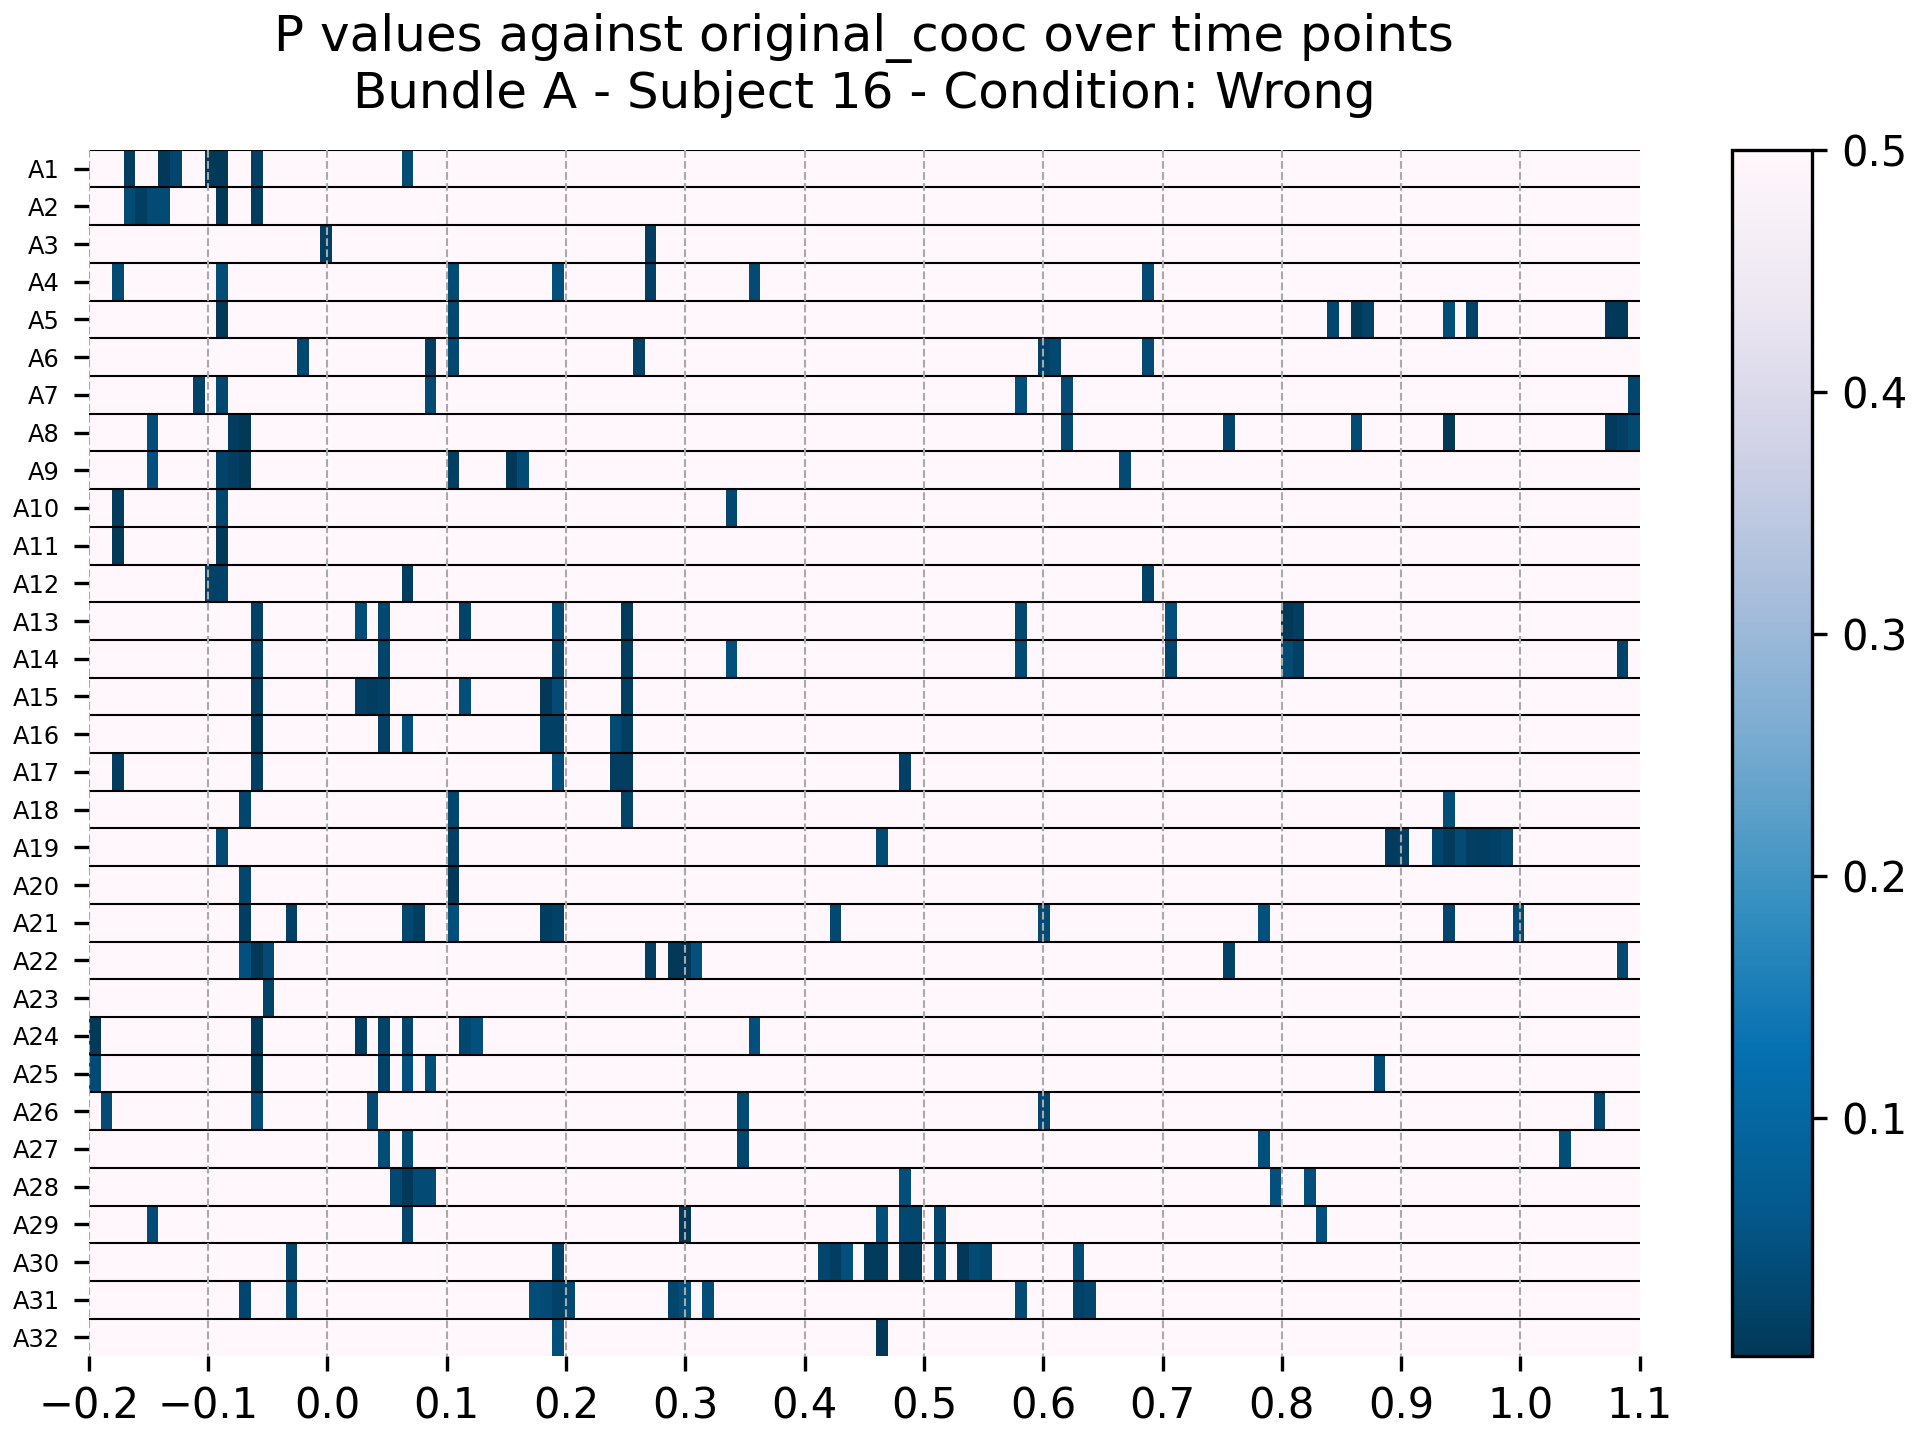 P values against original_cooc over time points
Bundle A - Subject 16 - Condition: Wrong
A1
A2
A3
A4
A5
A6
A7
A8
A9
A10
A11
A12
A13
A14
A15
A16
A17
A18
A19
A20
A21
A22
A23
A24
A25
A26
A27
A28
A29
A30
A31
A32
−0.2 −0.1 0.0 0.1 0.2 0.3 0.4 0.5 0.6 0.7 0.8 0.9 1.0 1.1
0.5
0.4
0.3
0.2
0.1